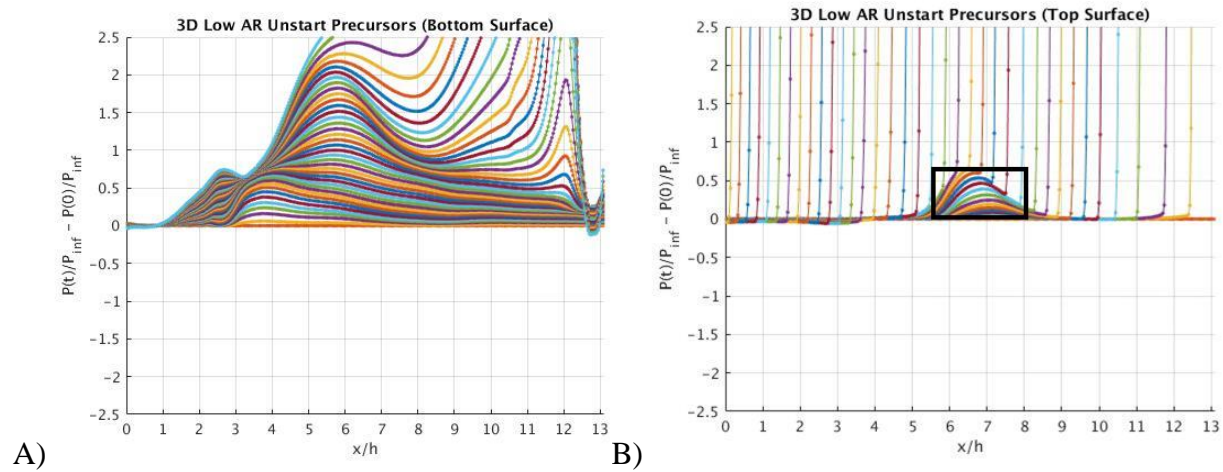 3D Low AR Unstart Precursors (Bottom Surface)
P(t)/P_inf - P(0)/P_inf
2.5
2
1.5
1
0.5
0
-0.5
-1
-1.5
-2
-2.5
0 1 2 3 4 5 6 7 8 9 10 11 12 13
x/h
A)
3D Low AR Unstart Precursors (Top Surface)
P(t)/P_inf - P(0)/P_inf
2.5
2
1.5
1
0.5
0
-0.5
-1
-1.5
-2
-2.5
0 1 2 3 4 5 6 7 8 9 10 11 12 13
x/h
B)